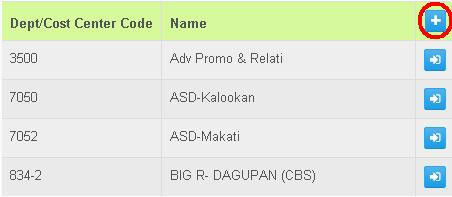 Dept/Cost Center Code Name
3500 Adv Promo & Relati
7050 ASD-Kalookan
7052 ASD-Makati
834-2 BIG R- DAGUPAN (CBS)